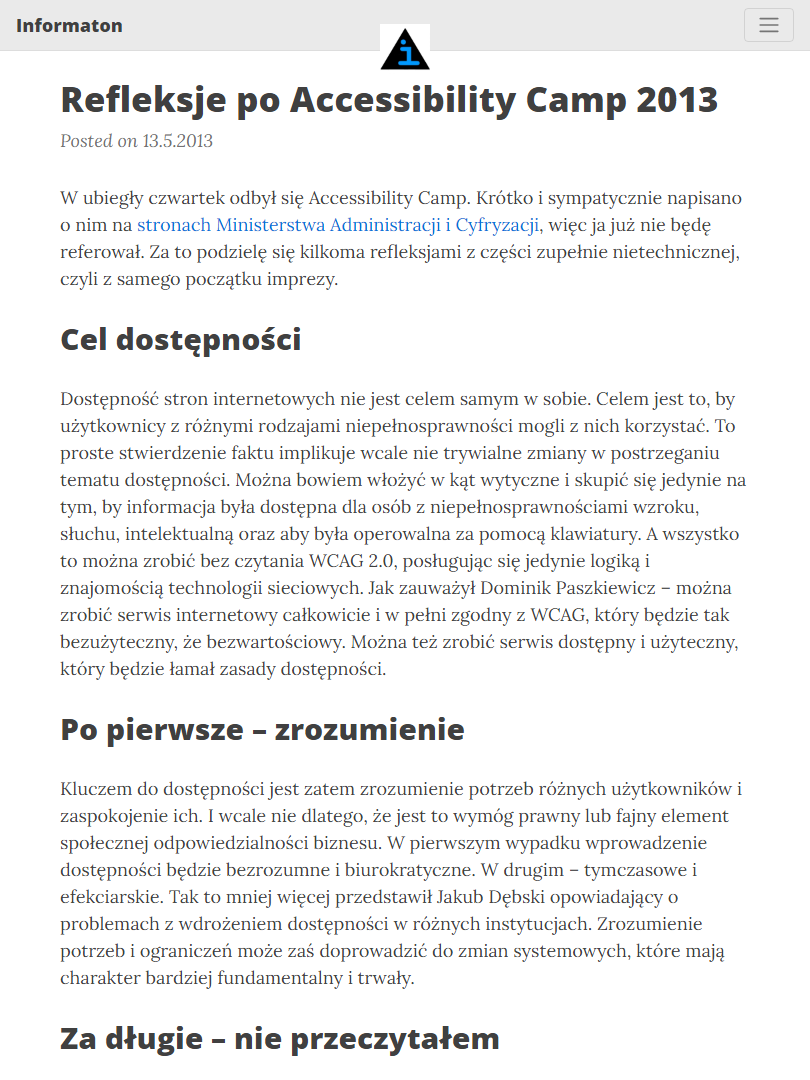 Informaton
i
Refleksje po Accessibility Camp 2013
Posted on 13.5.2013
W ubiegły czwartek odbył się Accessibility Camp. Krótko i sympatycznie napisano
o nim na stronach Ministerstwa Administracji i Cyfryzacji, więc ja już nie będę
referował. Za to podzielę się kilkoma refleksjami z części zupełnie nietechnicznej,
czyli z samego początku imprezy.
Cel dostępności
Dostępność stron internetowych nie jest celem samym w sobie. Celem jest to, by
użytkownicy z różnymi rodzajami niepełnosprawności mogli z nich korzystać. To
proste stwierdzenie faktu implikuje wcale nie trywialne zmiany w postrzeganiu
tematu dostępności. Można bowiem włożyć w kąt wytyczne i skupić się jedynie na
tym, by informacja była dostępna dla osób z niepełnosprawnościami wzroku,
słuchu, intelektualną oraz aby była operowalna za pomocą klawiatury. A wszystko
to można zrobić bez czytania WCAG 2.0, posługując się jedynie logiką i
znajomością technologii sieciowych. Jak zauważył Dominik Paszkiewicz – można
zrobić serwis internetowy całkowicie i w pełni zgodny z WCAG, który będzie tak
bezużyteczny, że bezwartościowy. Można też zrobić serwis dostępny i użyteczny,
który będzie łamał zasady dostępności.
Po pierwsze – zrozumienie
Kluczem do dostępności jest zatem zrozumienie potrzeb różnych użytkowników i
zaspokojenie ich. I wcale nie dlatego, że jest to wymóg prawny lub fajny element
społecznej odpowiedzialności biznesu. W pierwszym wypadku wprowadzenie
dostępności będzie bezrozumne i biurokratyczne. W drugim – tymczasowe i
efekciarskie. Tak to mniej więcej przedstawił Jakub Dębski opowiadający o
problemach z wdrożeniem dostępności w różnych instytucjach. Zrozumienie
potrzeb i ograniczeń może zaś doprowadzić do zmian systemowych, które mają
charakter bardziej fundamentalny i trwały.
Za długie – nie przeczytałem